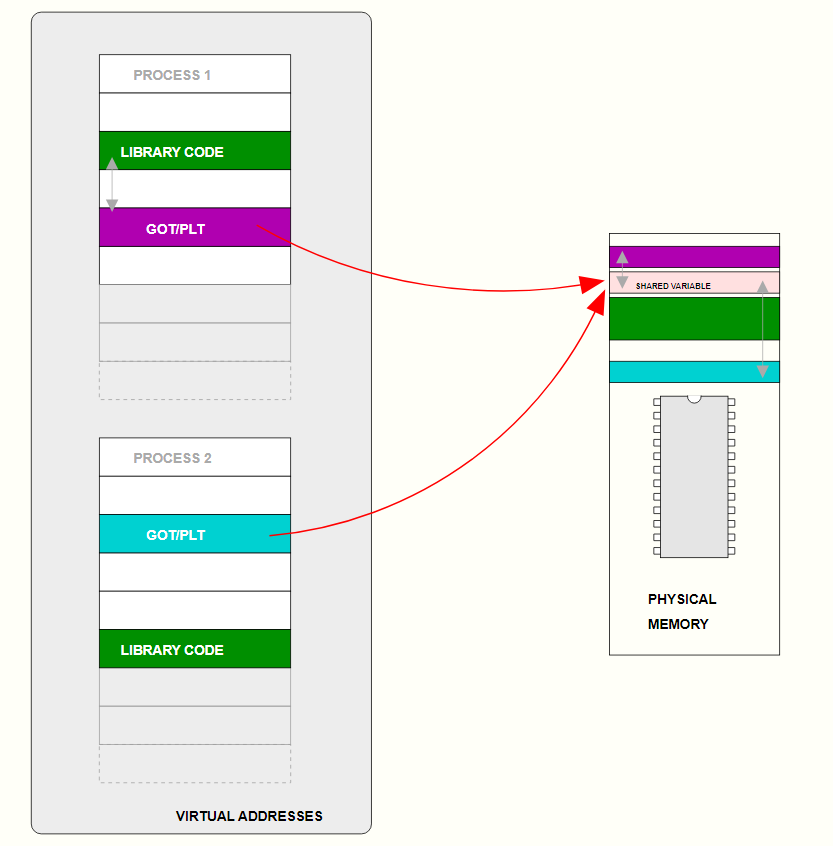 PROCESS 1
LIBRARY CODE
GOT/PLT
PROCESS 2
GOT/PLT
LIBRARY CODE
VIRTUAL ADDRESSES
SHARED VARIABLE
PHYSICAL
MEMORY